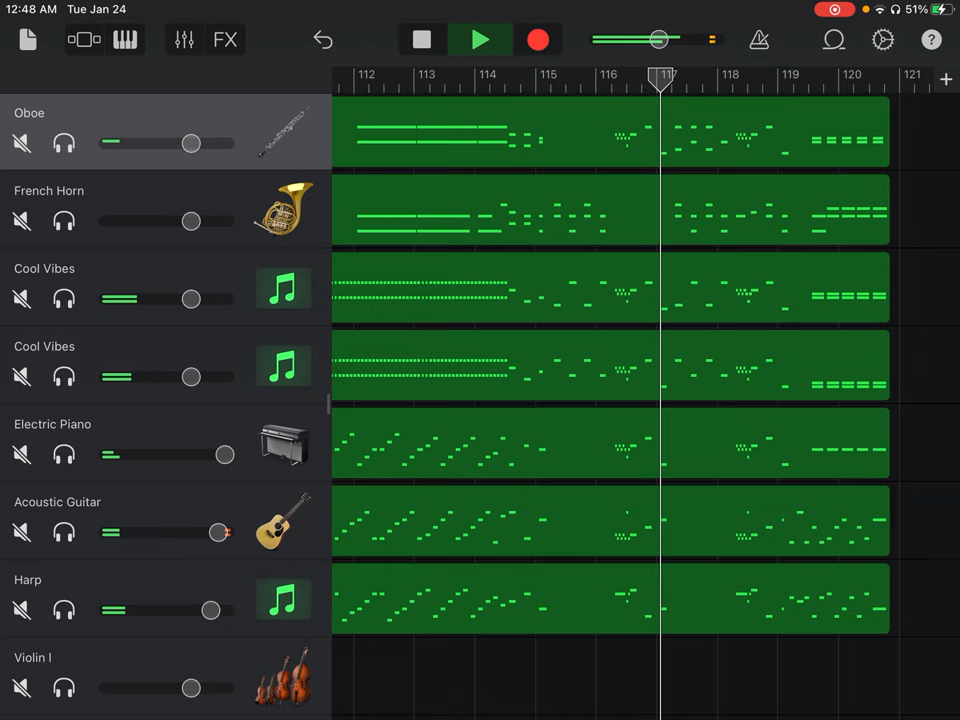 12:48 AM Tue Jan 24
51%
FX
?
112 113 114 115 116 117 118 119 120 121 +
Oboe
French Horn
Cool Vibes
Cool Vibes
Electric Piano
Acoustic Guitar
Harp
Violin I